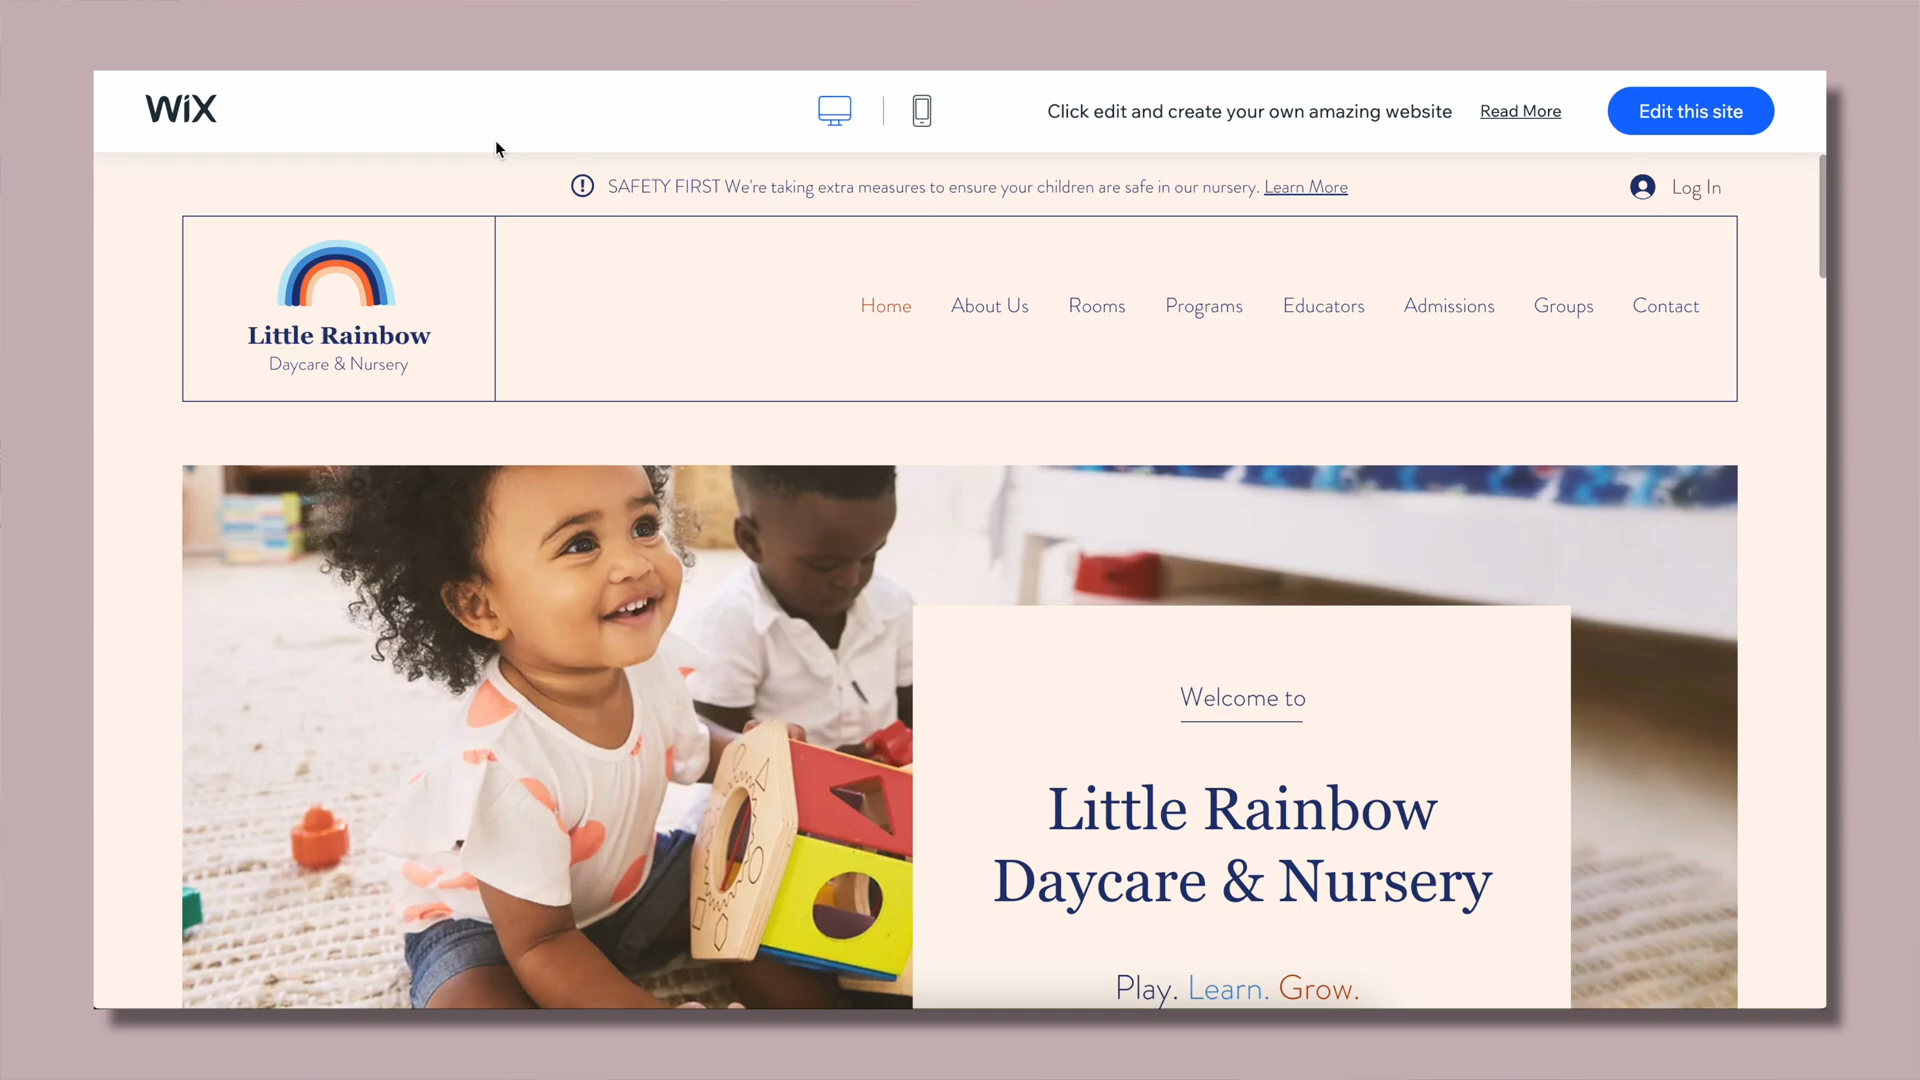 WiX
Click edit and create your own amazing website Read More Edit this site
SAFETY FIRST We're taking extra measures to ensure your children are safe in our nursery. Learn More
Log In
Little Rainbow
Daycare & Nursery
Home About Us Rooms Programs Educators Admissions Groups Contact
Welcome to
Little Rainbow
Daycare & Nursery
Play. Learn. Grow.